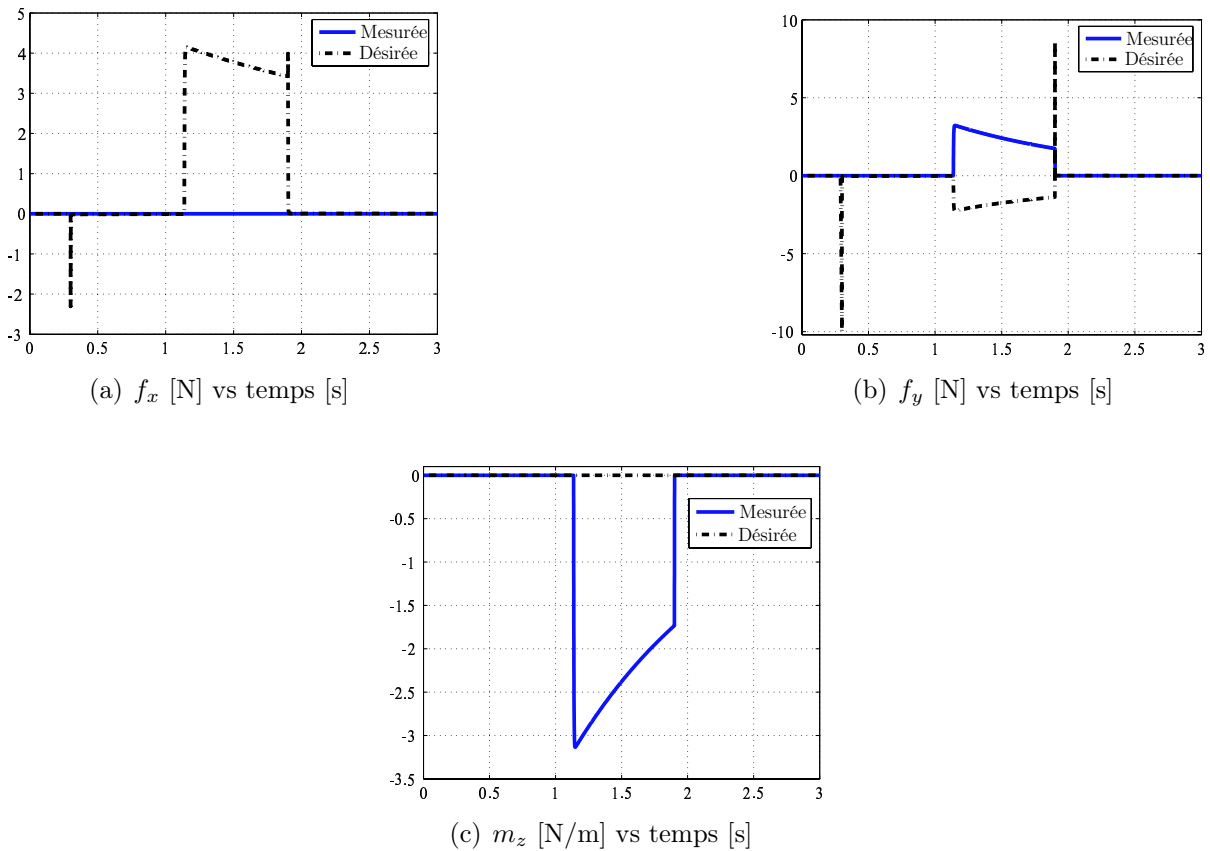 5
4
3
2
1
0
-1
-2
-3
0 0.5 1 1.5 2 2.5 3
Mesurée
Désirée
(a) f_x [N] vs temps [s]
10
5
0
-5
-10
0 0.5 1 1.5 2 2.5 3
Mesurée
Désirée
(b) f_y [N] vs temps [s]
0
-0.5
-1
-1.5
-2
-2.5
-3
-3.5
0 0.5 1 1.5 2 2.5 3
Mesurée
Désirée
(c) m_z [N/m] vs temps [s]